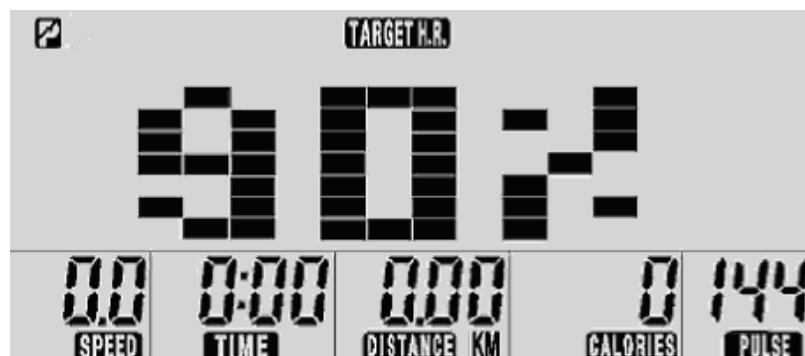 P TARGET H.R.
90%
0.0 0:00 0.00 0 144
SPEED TIME DISTANCE KM CALORIES PULSE